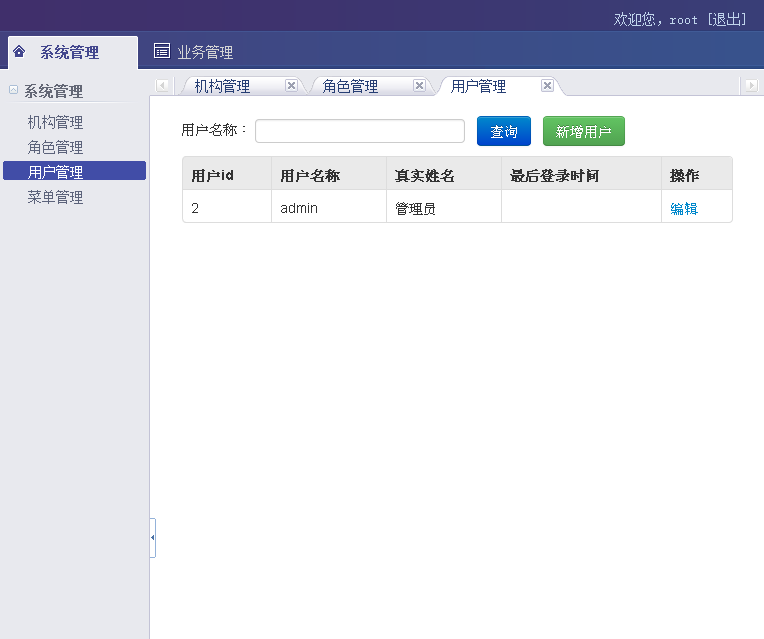 欢迎您，root [退出]
系统管理 业务管理
系统管理
机构管理
角色管理
用户管理
菜单管理
机构管理 角色管理 用户管理
用户名称： 查询 新增用户
用户id 用户名称 真实姓名 最后登录时间 操作
2 admin 管理员 编辑